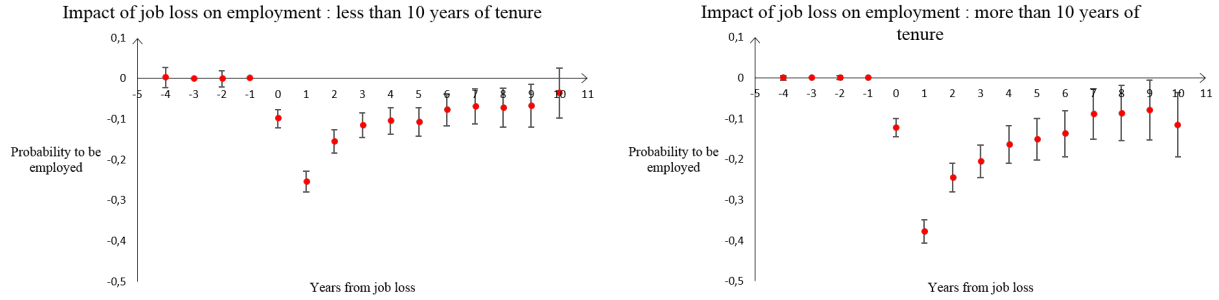 Impact of job loss on employment : less than 10 years of tenure
0,1
0
-0,1
-0,2
-0,3
-0,4
-0,5
-5 -4 -3 -2 -1 0 1 2 3 4 5 6 7 8 9 10 11
Probability to be
employed
Years from job loss
Impact of job loss on employment : more than 10 years of
tenure
0,1
0
-0,1
-0,2
-0,3
-0,4
-0,5
-5 -4 -3 -2 -1 0 1 2 3 4 5 6 7 8 9 10 11
Probability to be
employed
Years from job loss